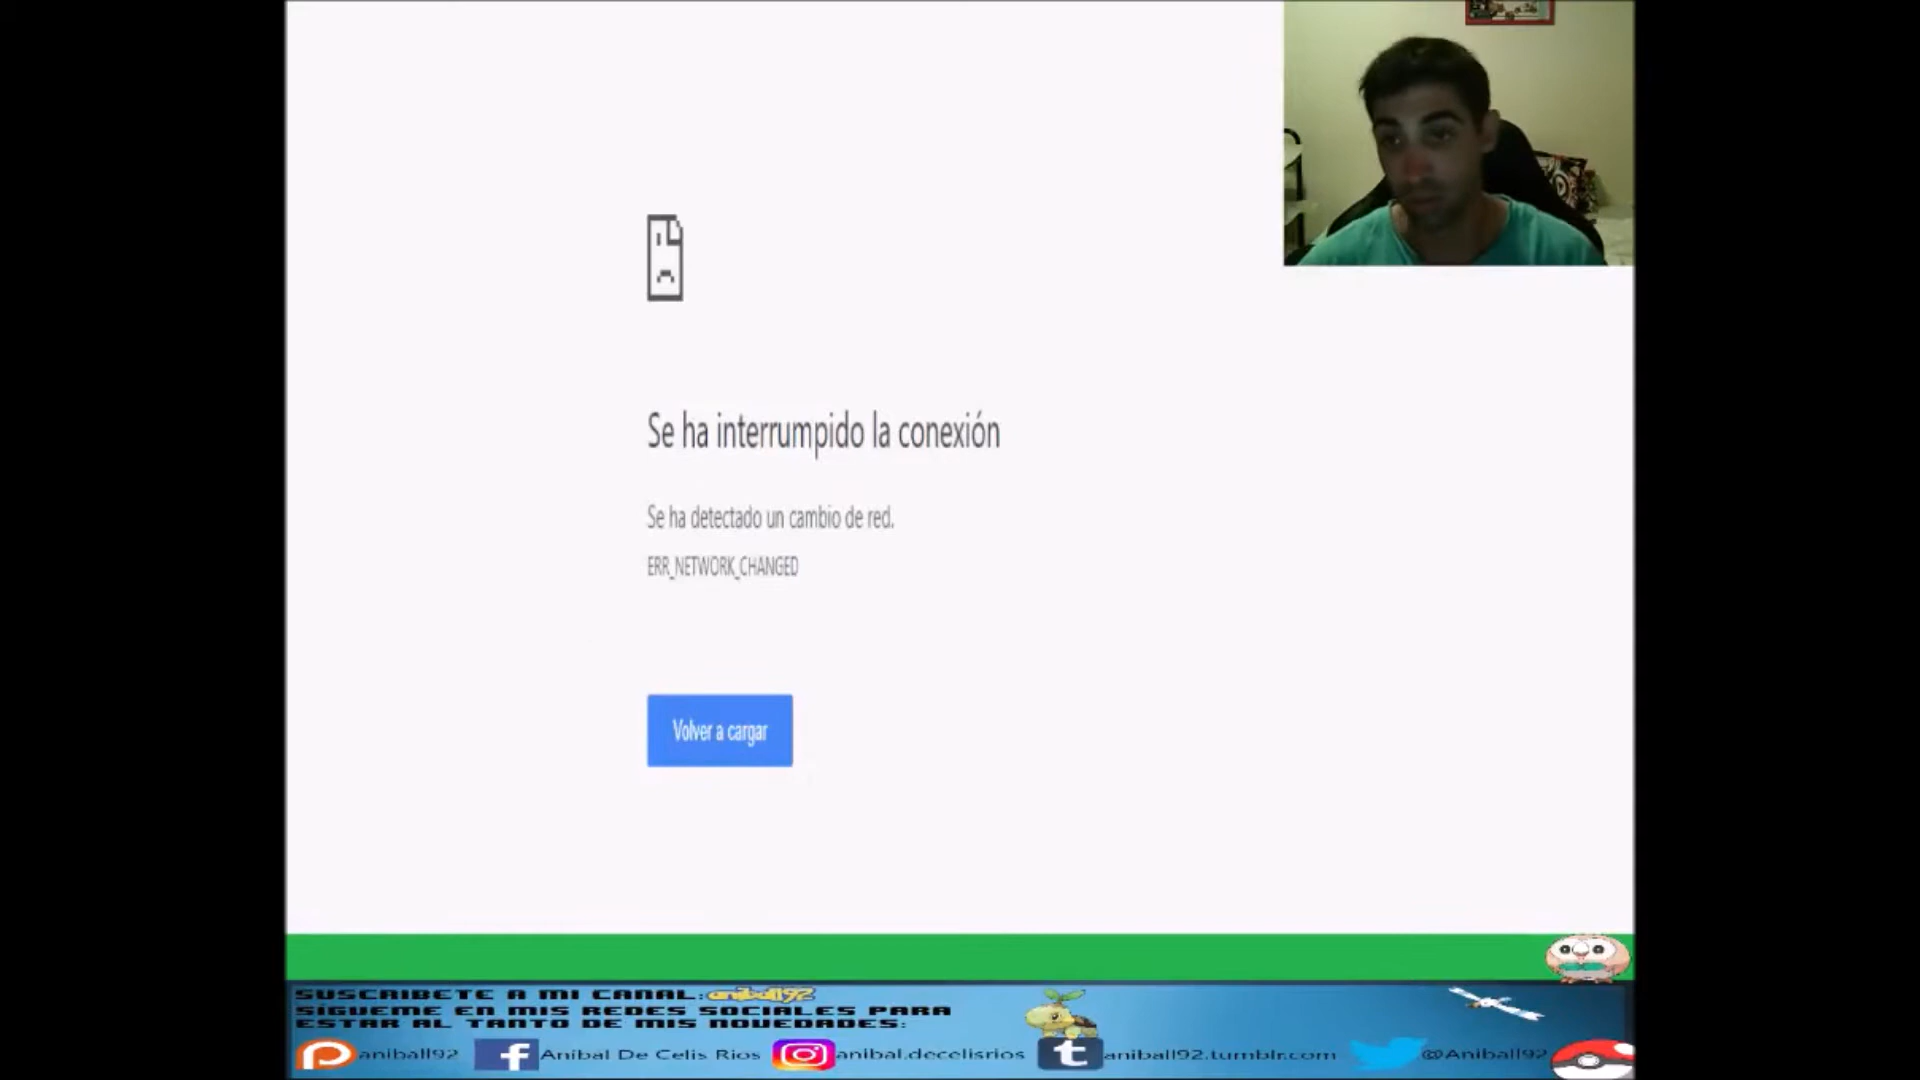 Se ha interrumpido la conexión
Se ha detectado un cambio de red.
ERR_NETWORK_CHANGED
Volver a cargar
SUSCRIBETE A MI CANAL: aniball92
SIGUEME EN MIS REDES SOCIALES PARA
ESTAR AL TANTO DE MIS NOVEDADES:
aniball92 Anibal De Celis Rios anibal.decelisrios aniball92.tumblr.com @Aniball92